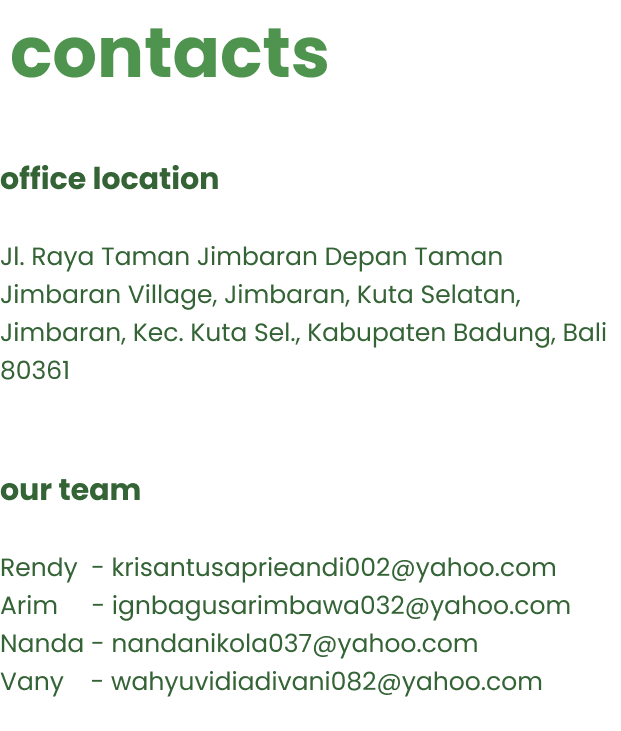 contacts
office location
Jl. Raya Taman Jimbaran Depan Taman
Jimbaran Village, Jimbaran, Kuta Selatan,
Jimbaran, Kec. Kuta Sel., Kabupaten Badung, Bali
80361
our team
Rendy - krisantusaprieandi002@yahoo.com
Arim - ignbagusarimbawa032@yahoo.com
Nanda - nandanikola037@yahoo.com
Vany - wahyuvidiadivani082@yahoo.com